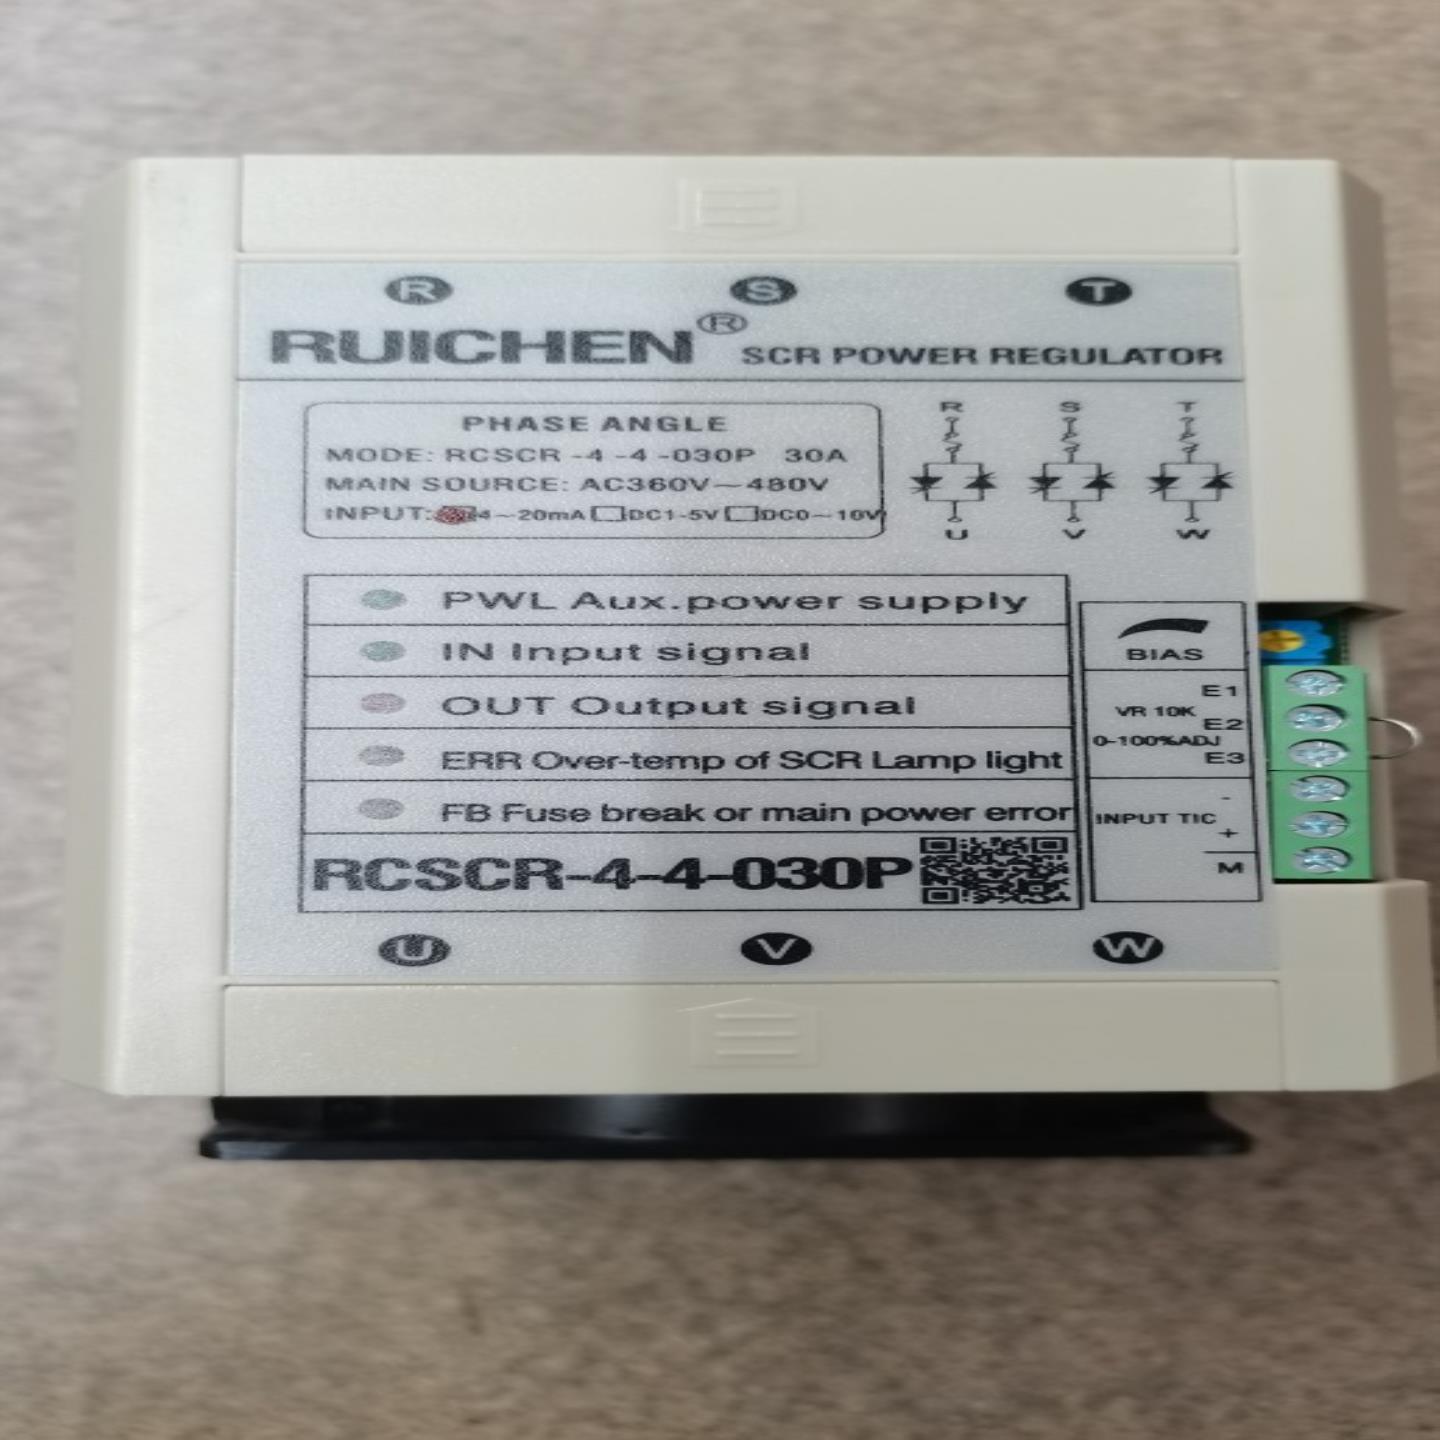 R S T
RUICHEN® SCR POWER REGULATOR
PHASE ANGLE
MODE: RCSCR -4 -4 -030P 30A
MAIN SOURCE: AC360V~480V
INPUT: 4~20mA DC1-5V DC0~10V
R S T
U V W
PWL Aux.power supply
IN Input signal
OUT Output signal
ERR Over-temp of SCR Lamp light
FB Fuse break or main power error
RCSCR-4-4-030P
BIAS
E1
VR 10K
E2
0-100%ADJ
E3
-
INPUT TIC
+
M
U V W